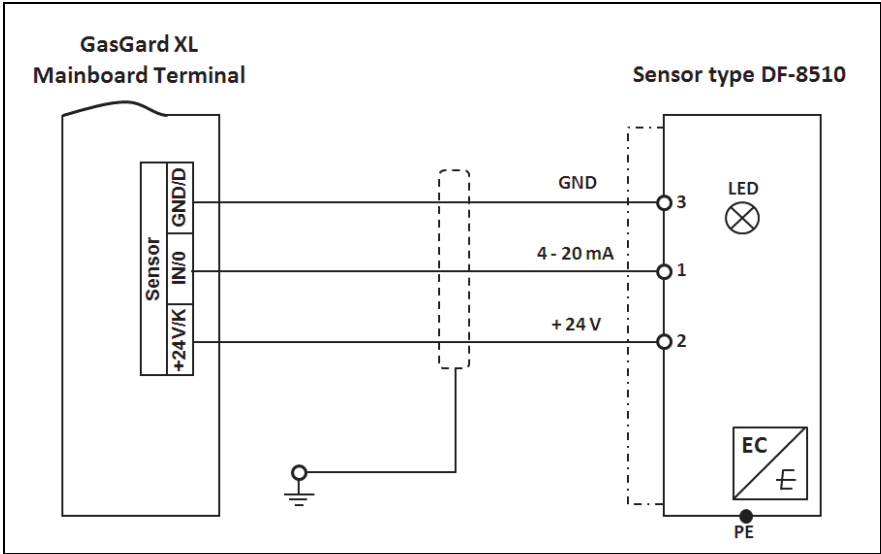 GasGard XL
Mainboard Terminal
Sensor type DF-8510
Sensor
GND/D
IN/0
+24V/K
GND
4 - 20 mA
+ 24 V
3
1
2
LED
EC
E
PE